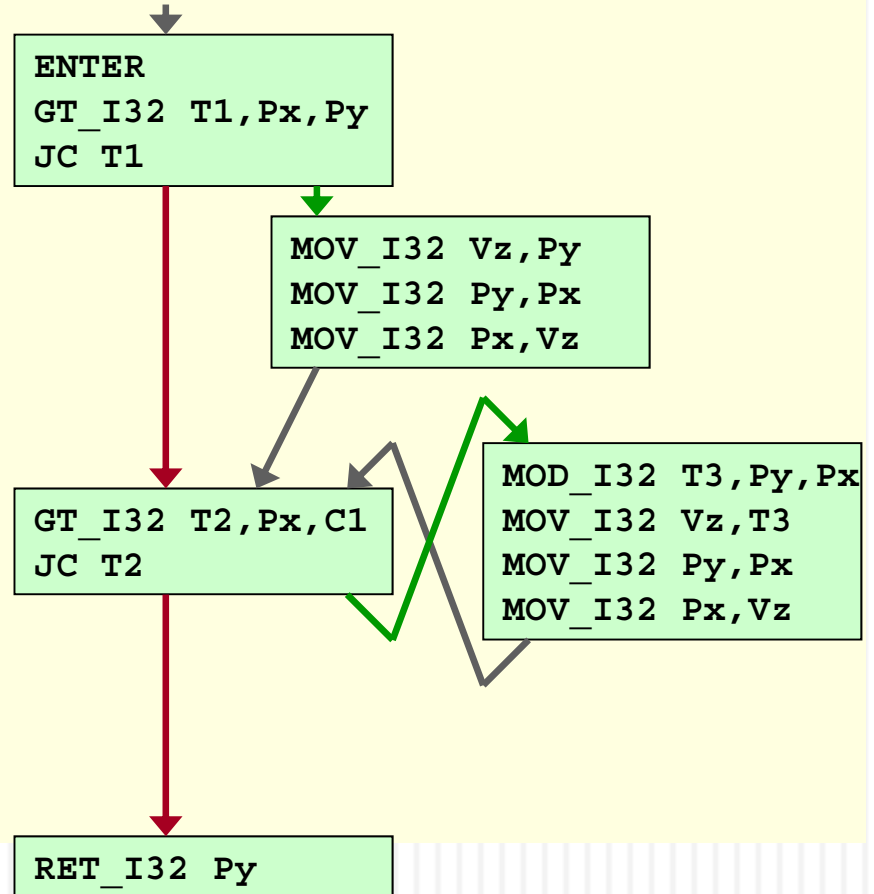 ENTER
GT_I32 T1,Px,Py
JC T1
MOV_I32 Vz,Py
MOV_I32 Py,Px
MOV_I32 Px,Vz
GT_I32 T2,Px,C1
JC T2
MOD_I32 T3,Py,Px
MOV_I32 Vz,T3
MOV_I32 Py,Px
MOV_I32 Px,Vz
RET_I32 Py